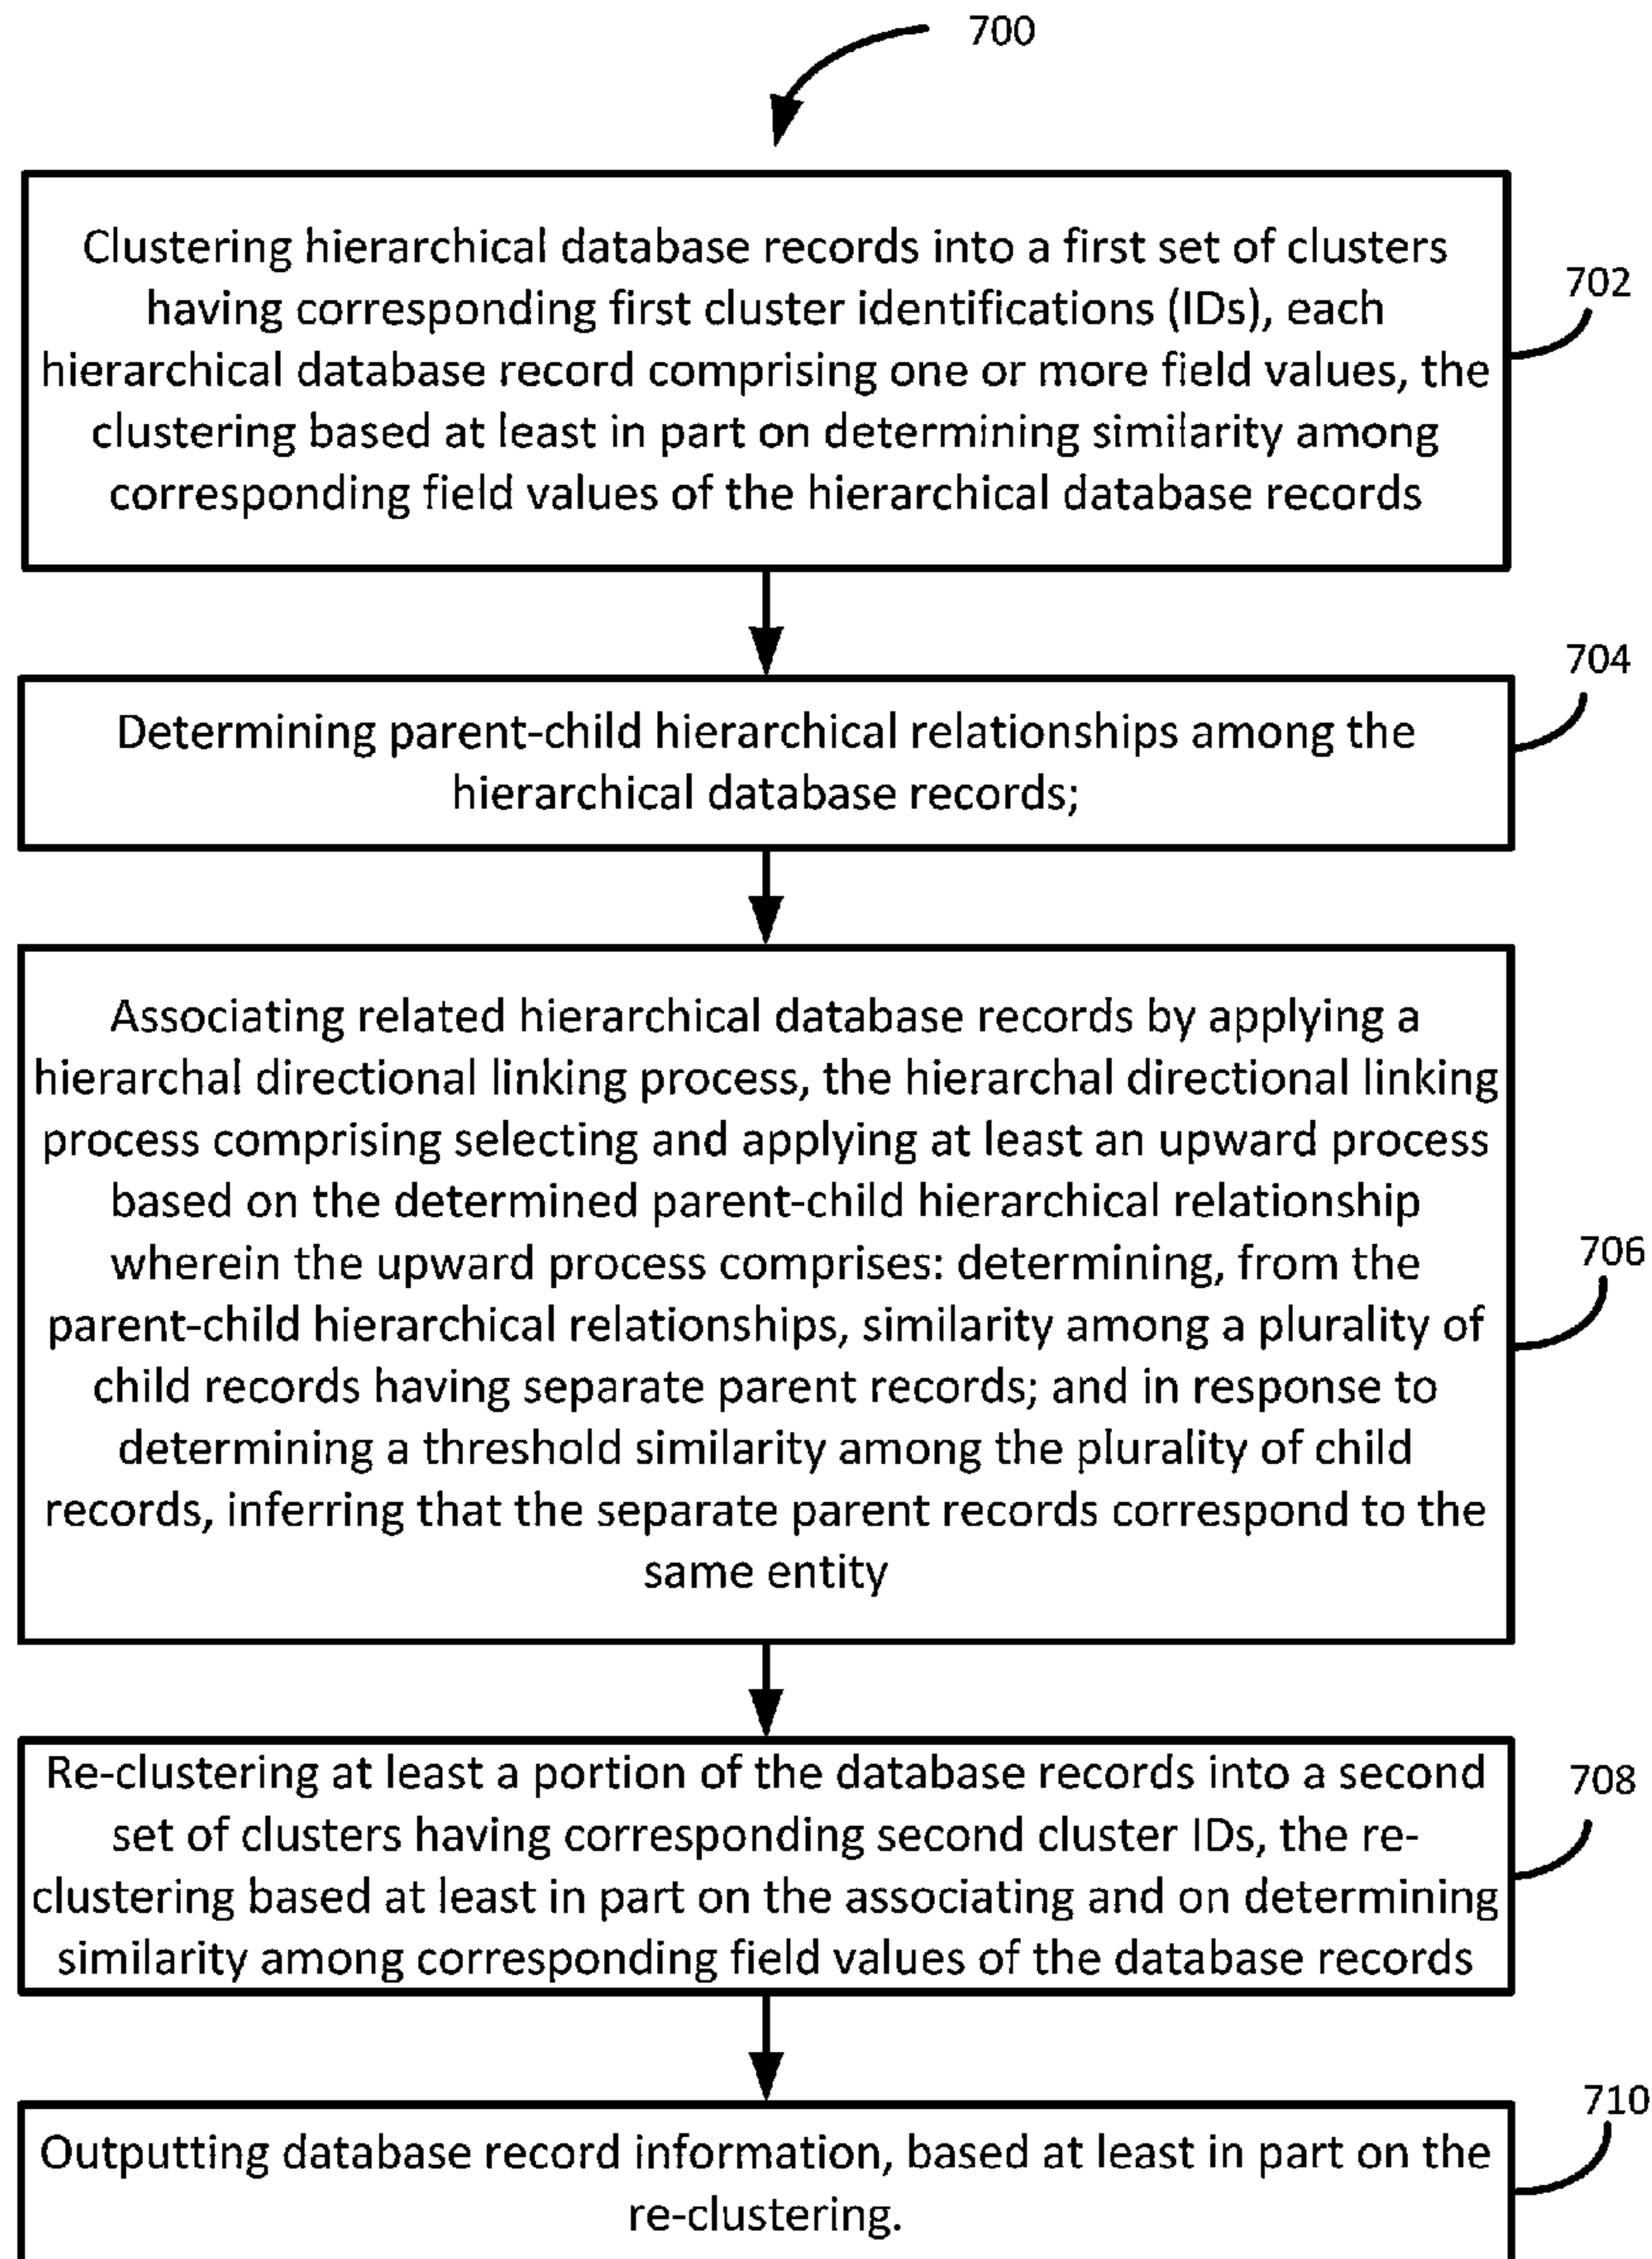 700
Clustering hierarchical database records into a first set of clusters
having corresponding first cluster identifications (IDs), each
hierarchical database record comprising one or more field values, the
clustering based at least in part on determining similarity among
corresponding field values of the hierarchical database records
702
Determining parent-child hierarchical relationships among the
hierarchical database records;
704
Associating related hierarchical database records by applying a
hierarchal directional linking process, the hierarchal directional linking
process comprising selecting and applying at least an upward process
based on the determined parent-child hierarchical relationship
wherein the upward process comprises: determining, from the
parent-child hierarchical relationships, similarity among a plurality of
child records having separate parent records; and in response to
determining a threshold similarity among the plurality of child
records, inferring that the separate parent records correspond to the
same entity
706
Re-clustering at least a portion of the database records into a second
set of clusters having corresponding second cluster IDs, the re-
clustering based at least in part on the associating and on determining
similarity among corresponding field values of the database records
708
Outputting database record information, based at least in part on the
re-clustering.
710